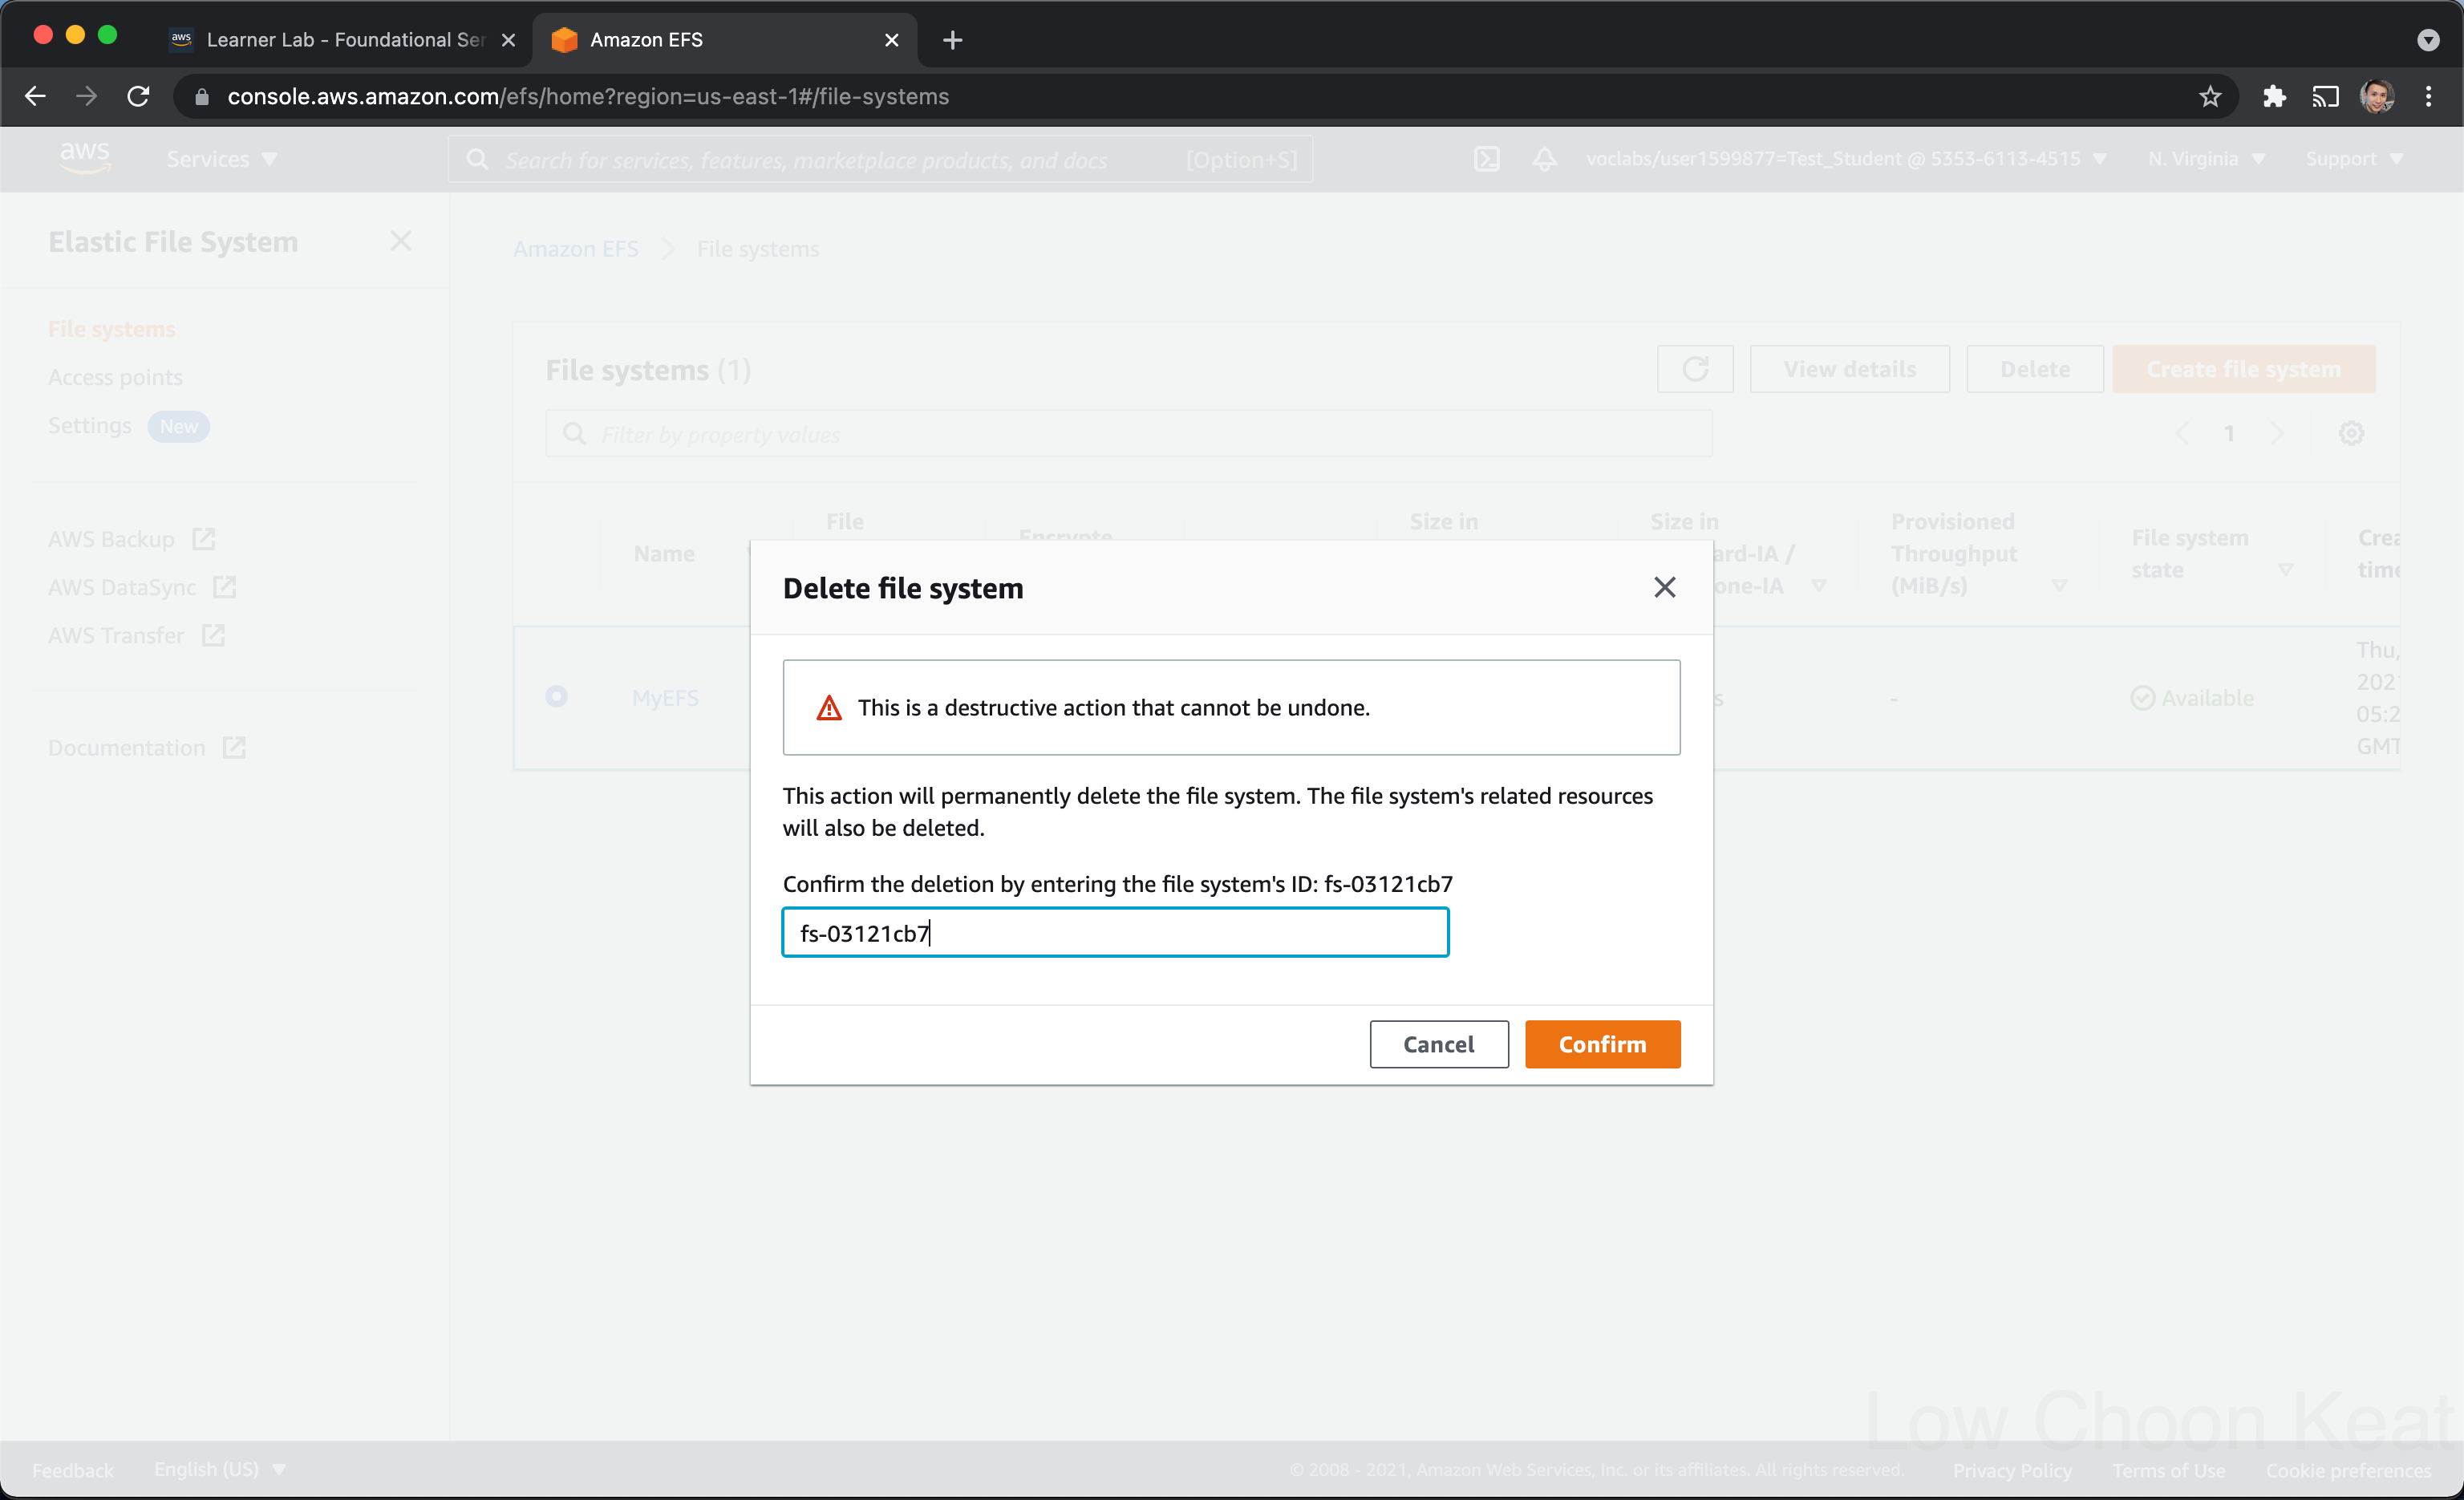 aws Learner Lab - Foundational Ser
Amazon EFS
console.aws.amazon.com/efs/home?region=us-east-1#/file-systems
aws
Services
Search for services, features, marketplace products, and docs
[Option+S]
voclabs/user1599877=Test_Student @ 5353-6113-4515
N. Virginia
Support
Elastic File System
File systems
Access points
Settings New
AWS Backup
AWS DataSync
AWS Transfer
Documentation
Amazon EFS
File systems
File systems (1)
View details
Delete
Create file system
Filter by property values
1
Name
File
Encrypte
Size in
Size in
ard-IA /
one-IA
Provisioned
Throughput
(MiB/s)
File system
state
Crea
time
MyEFS
s
-
Available
Thu,
202
05:2
GMT
Delete file system
This is a destructive action that cannot be undone.
This action will permanently delete the file system. The file system's related resources
will also be deleted.
Confirm the deletion by entering the file system's ID: fs-03121cb7
fs-03121cb7
Cancel
Confirm
Low Choon Keat
Feedback
English (US)
© 2008 - 2021, Amazon Web Services, Inc. or its affiliates. All rights reserved.
Privacy Policy
Terms of Use
Cookie preferences